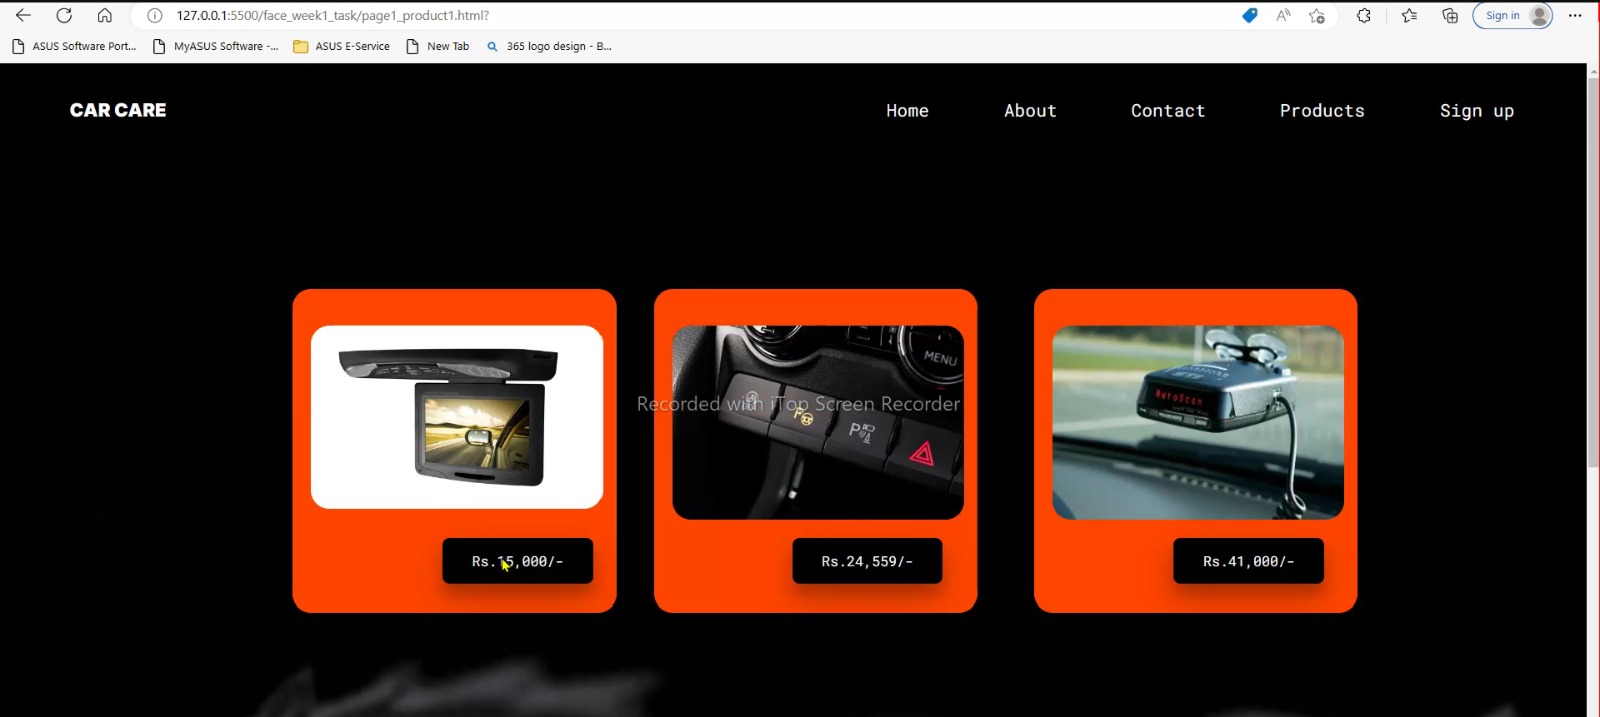 127.0.0.1:5500/face_week1_task/page1_product1.html?
Sign in
ASUS Software Port...
MyASUS Software -...
ASUS E-Service
New Tab
365 logo design - B...
CAR CARE
Home
About
Contact
Products
Sign up
MENU
P
P
AutoScan
Recorded with iTop Screen Recorder
Rs.15,000/-
Rs.24,559/-
Rs.41,000/-